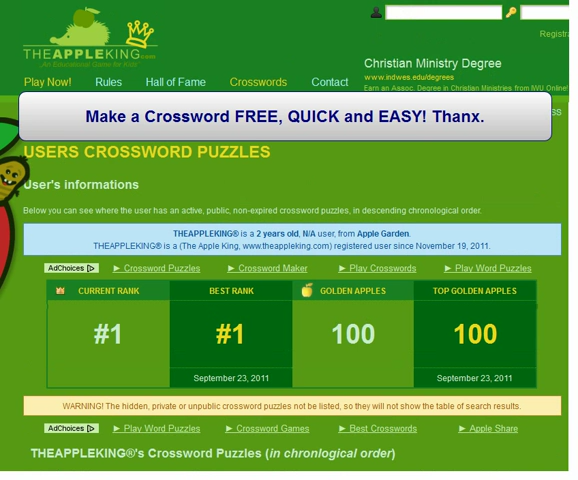 Registra
THEAPPLEKING
"An Educational Game for Kids"
Christian Ministry Degree
www.indwes.edu/degrees
Earn an Assoc. Degree in Christian Ministries from IWU Online!
Play Now! Rules Hall of Fame Crosswords Contact
Make a Crossword FREE, QUICK and EASY! Thanx.
SS
USERS CROSSWORD PUZZLES
User's informations
Below you can see where the user has an active, public, non-expired crossword puzzles, in descending chronological order.
THEAPPLEKING® is a 2 years old, N/A user, from Apple Garden.
THEAPPLEKING® is a (The Apple King, www.theappleking.com) registered user since November 19, 2011.
AdChoices ► Crossword Puzzles ► Crossword Maker ► Play Crosswords ► Play Word Puzzles
CURRENT RANK BEST RANK GOLDEN APPLES TOP GOLDEN APPLES
#1 #1 100 100
September 23, 2011 September 23, 2011
WARNING! The hidden, private or unpublic crossword puzzles not be listed, so they will not show the table of search results.
AdChoices ► Play Word Puzzles ► Crossword Games ► Best Crosswords ► Apple Share
THEAPPLEKING®'s Crossword Puzzles (in chronlogical order)